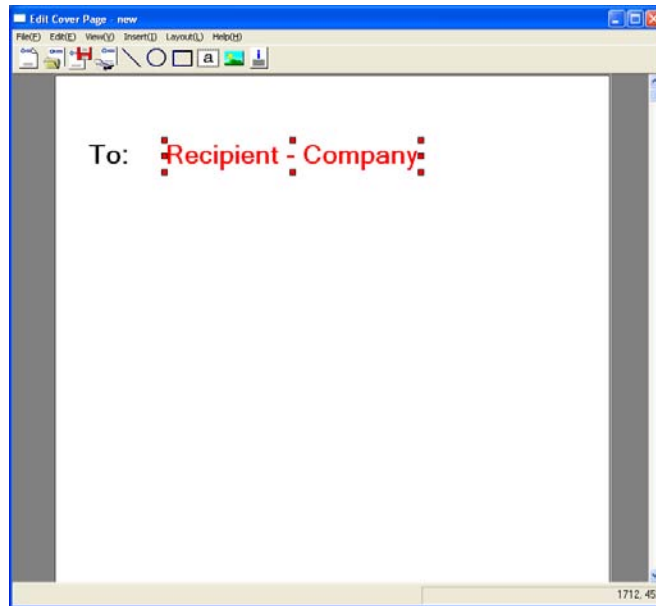 Edit Cover Page - new
File(F) Edit(E) View(V) Insert(I) Layout(L) Help(H)
a
To: Recipient - Company
1712, 45